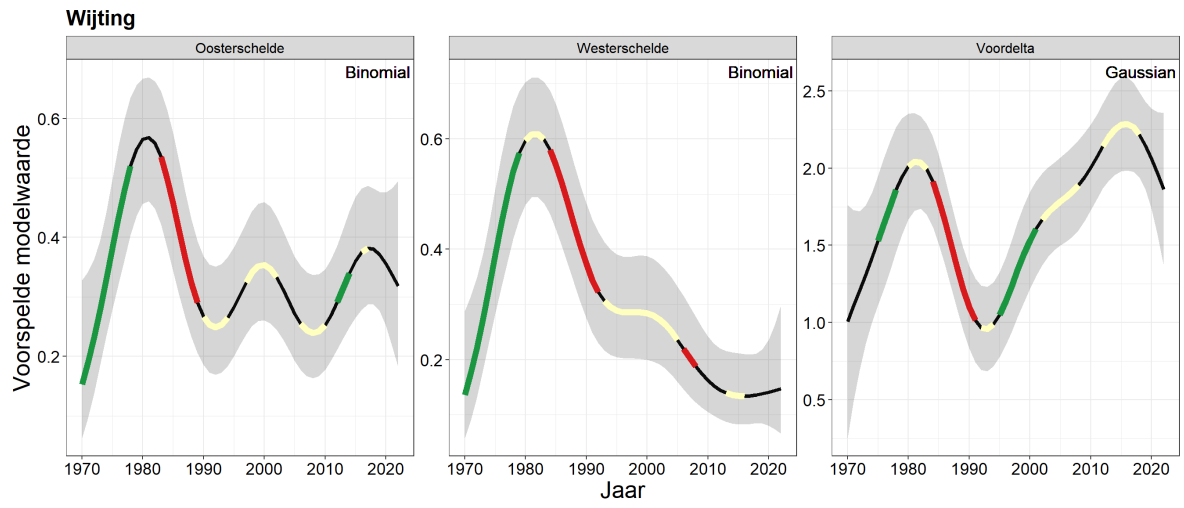 Wijting
Oosterschelde
Westerschelde
Voordelta
Binomial
Binomial
Gaussian
Voorspelde modelwaarde
0.6
0.4
0.2
0.6
0.4
0.2
2.5
2.0
1.5
1.0
0.5
1970 1980 1990 2000 2010 2020
1970 1980 1990 2000 2010 2020
1970 1980 1990 2000 2010 2020
Jaar